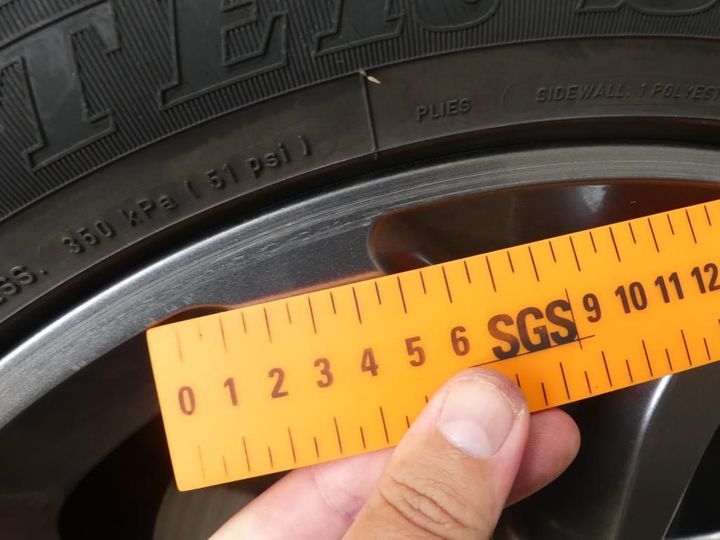 PLIES
SIDEWALL: 1 POLYEST
350 kPa ( 51 psi )
0 1 2 3 4 5 6 SGS 9 10 11 12